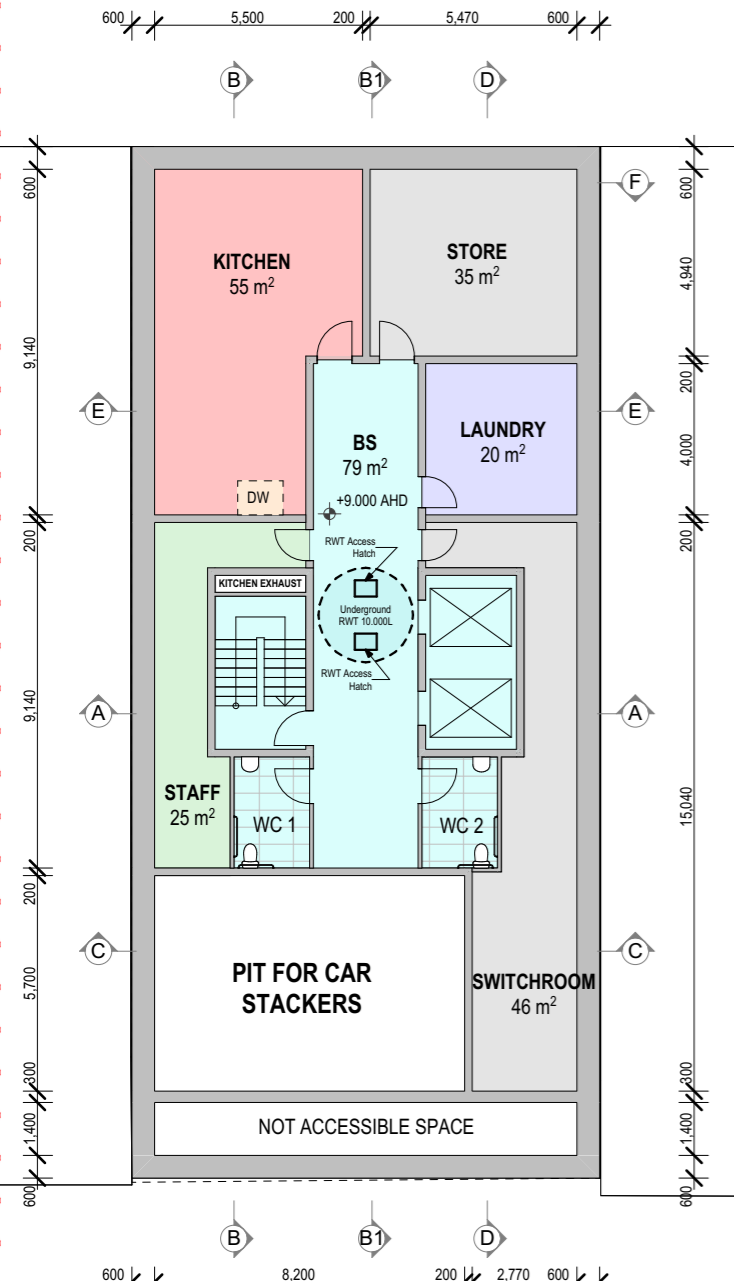 600
5,500
200
5,470
600
B
B1
D
600
F
600
KITCHEN
55 m²
STORE
35 m²
4,940
9,140
200
E
E
BS
79 m²
LAUNDRY
20 m²
4,000
DW
+9.000 AHD
200
200
RWT Access
Hatch
KITCHEN EXHAUST
Underground
RWT 10.000L
RWT Access
Hatch
9,140
A
A
STAFF
25 m²
WC 1
WC 2
15,040
200
C
C
PIT FOR CAR
STACKERS
SWITCHROOM
46 m²
5,700
300
300
NOT ACCESSIBLE SPACE
1,400
1,400
600
600
B
B1
D
600
8,200
200
2,770
600